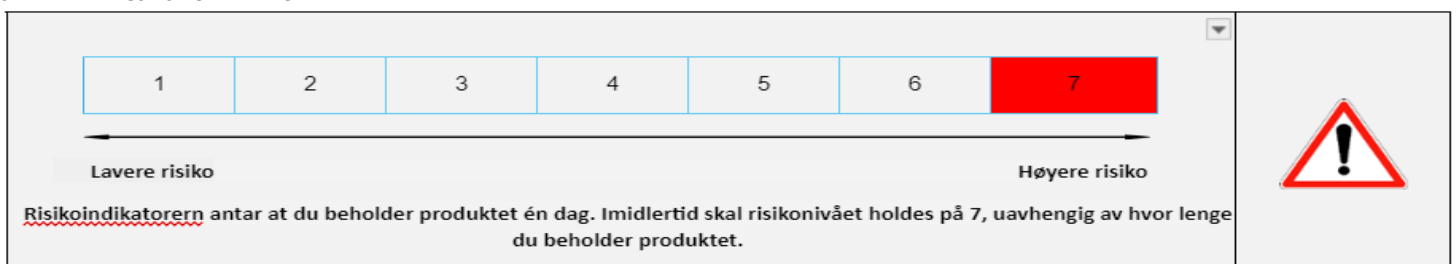 1 2 3 4 5 6 7
Lavere risiko Høyere risiko
Risikoindikatorern antar at du beholder produktet én dag. Imidlertid skal risikonivået holdes på 7, uavhengig av hvor lenge
du beholder produktet.